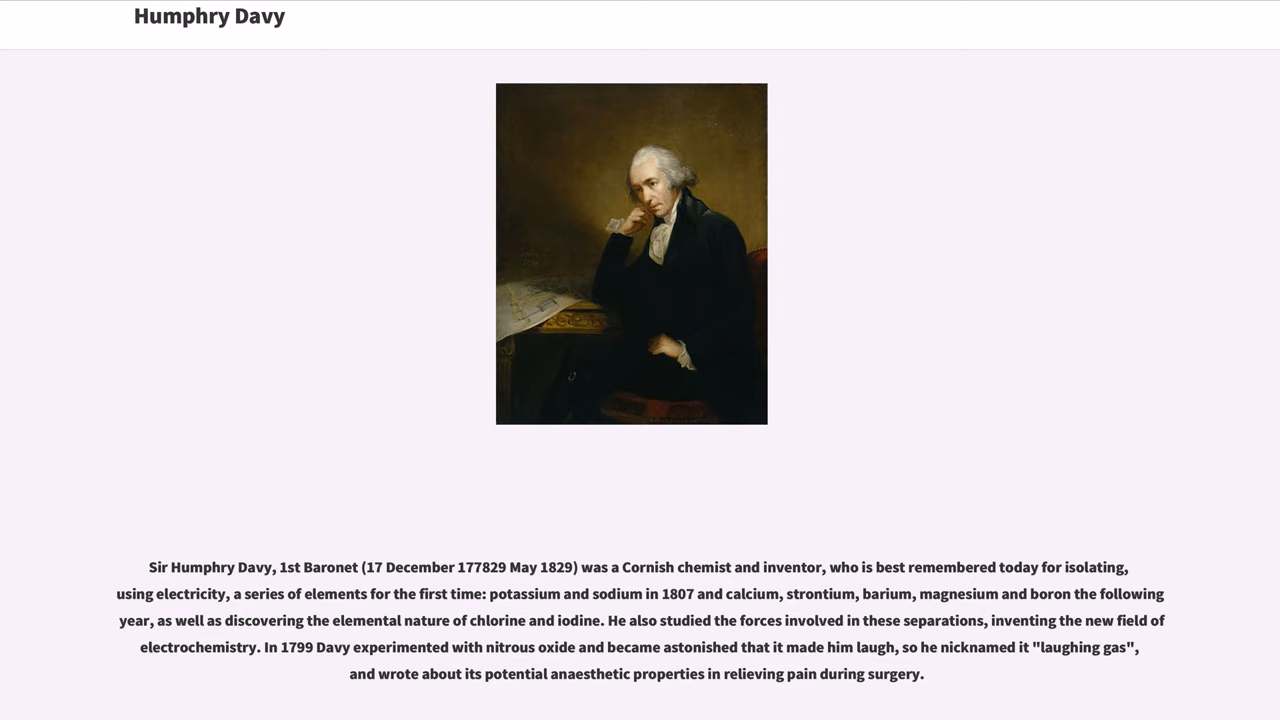 Humphry Davy
Sir Humphry Davy, 1st Baronet (17 December 177829 May 1829) was a Cornish chemist and inventor, who is best remembered today for isolating,
using electricity, a series of elements for the first time: potassium and sodium in 1807 and calcium, strontium, barium, magnesium and boron the following
year, as well as discovering the elemental nature of chlorine and iodine. He also studied the forces involved in these separations, inventing the new field of
electrochemistry. In 1799 Davy experimented with nitrous oxide and became astonished that it made him laugh, so he nicknamed it "laughing gas",
and wrote about its potential anaesthetic properties in relieving pain during surgery.